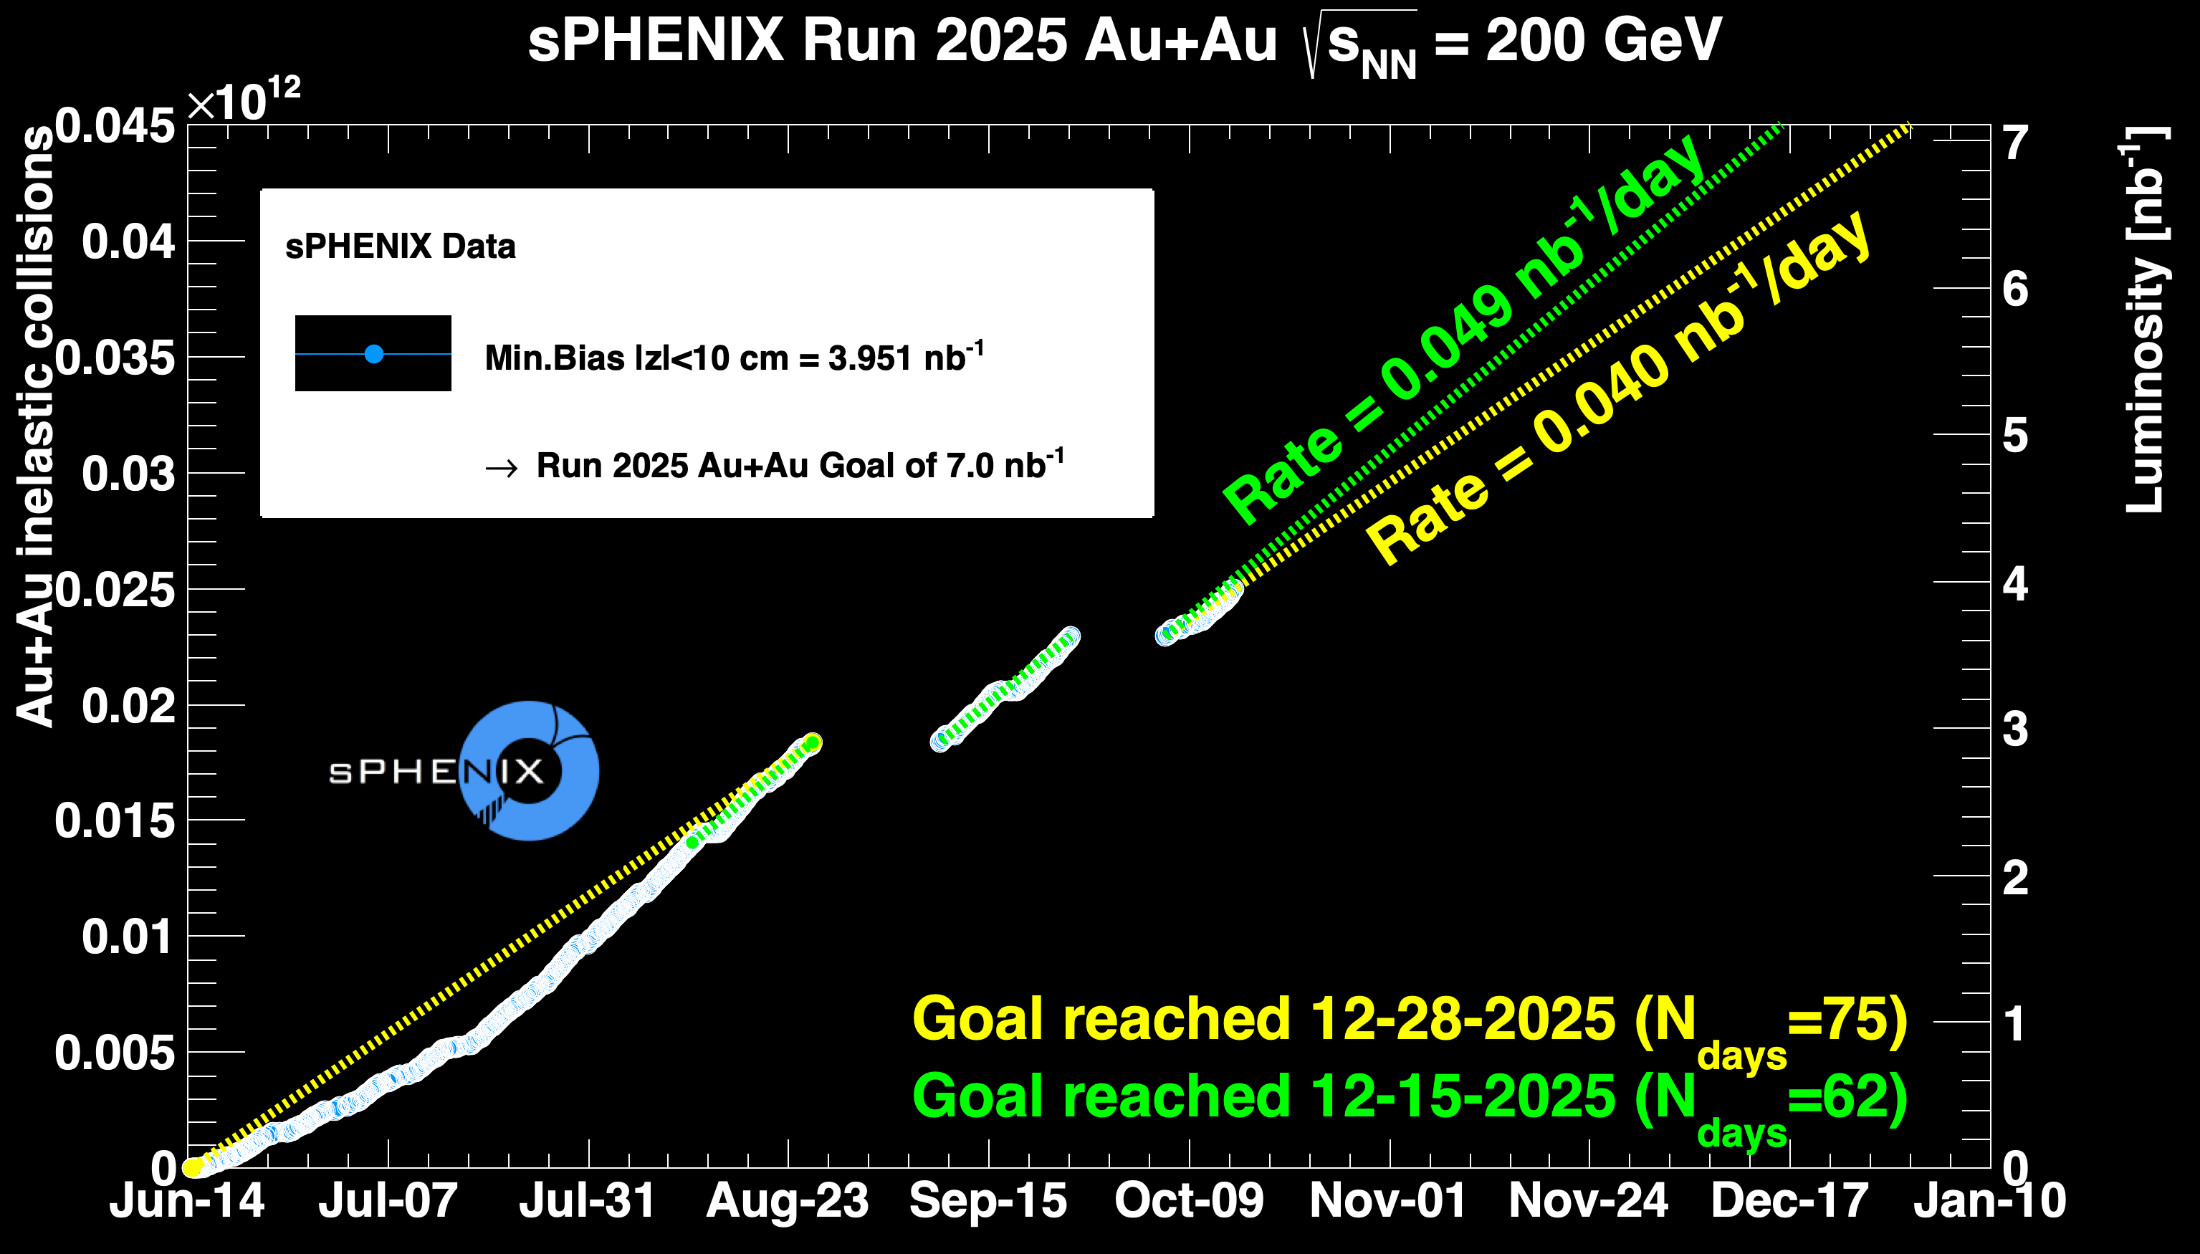 sPHENIX Run 2025 Au+Au √sNN = 200 GeV
×10^12
Au+Au inelastic collisions
0.045
0.04
0.035
0.03
0.025
0.02
0.015
0.01
0.005
0
sPHENIX Data
Min.Bias |z|<10 cm = 3.951 nb^-1
→ Run 2025 Au+Au Goal of 7.0 nb^-1
Rate = 0.049 nb^-1/day
Rate = 0.040 nb^-1/day
sPHENIX
Goal reached 12-28-2025 (Ndays=75)
Goal reached 12-15-2025 (Ndays=62)
Luminosity [nb^-1]
7
6
5
4
3
2
1
0
Jun-14 Jul-07 Jul-31 Aug-23 Sep-15 Oct-09 Nov-01 Nov-24 Dec-17 Jan-10